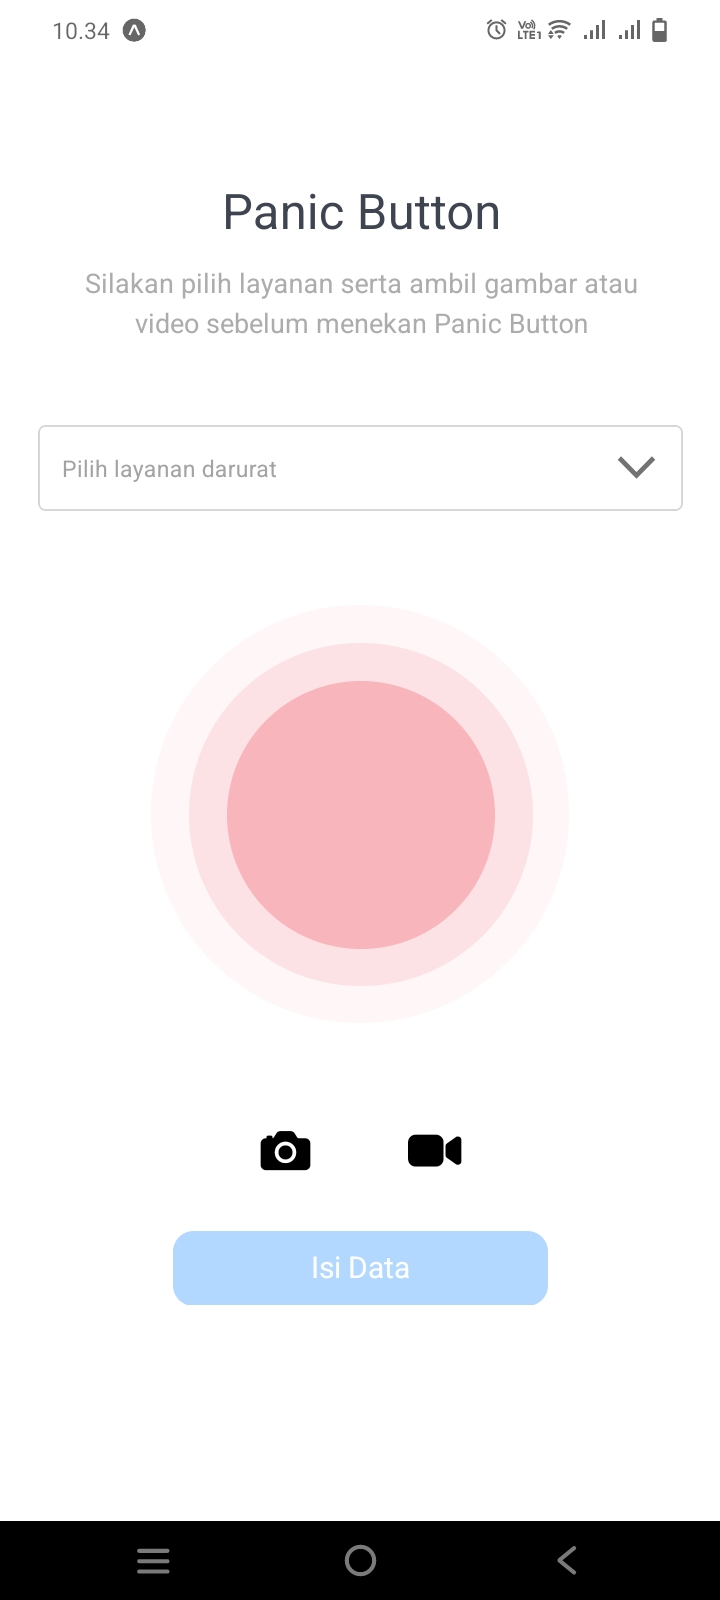 10.34
Vo) LTE1
Panic Button
Silakan pilih layanan serta ambil gambar atau
video sebelum menekan Panic Button
Pilih layanan darurat
Isi Data